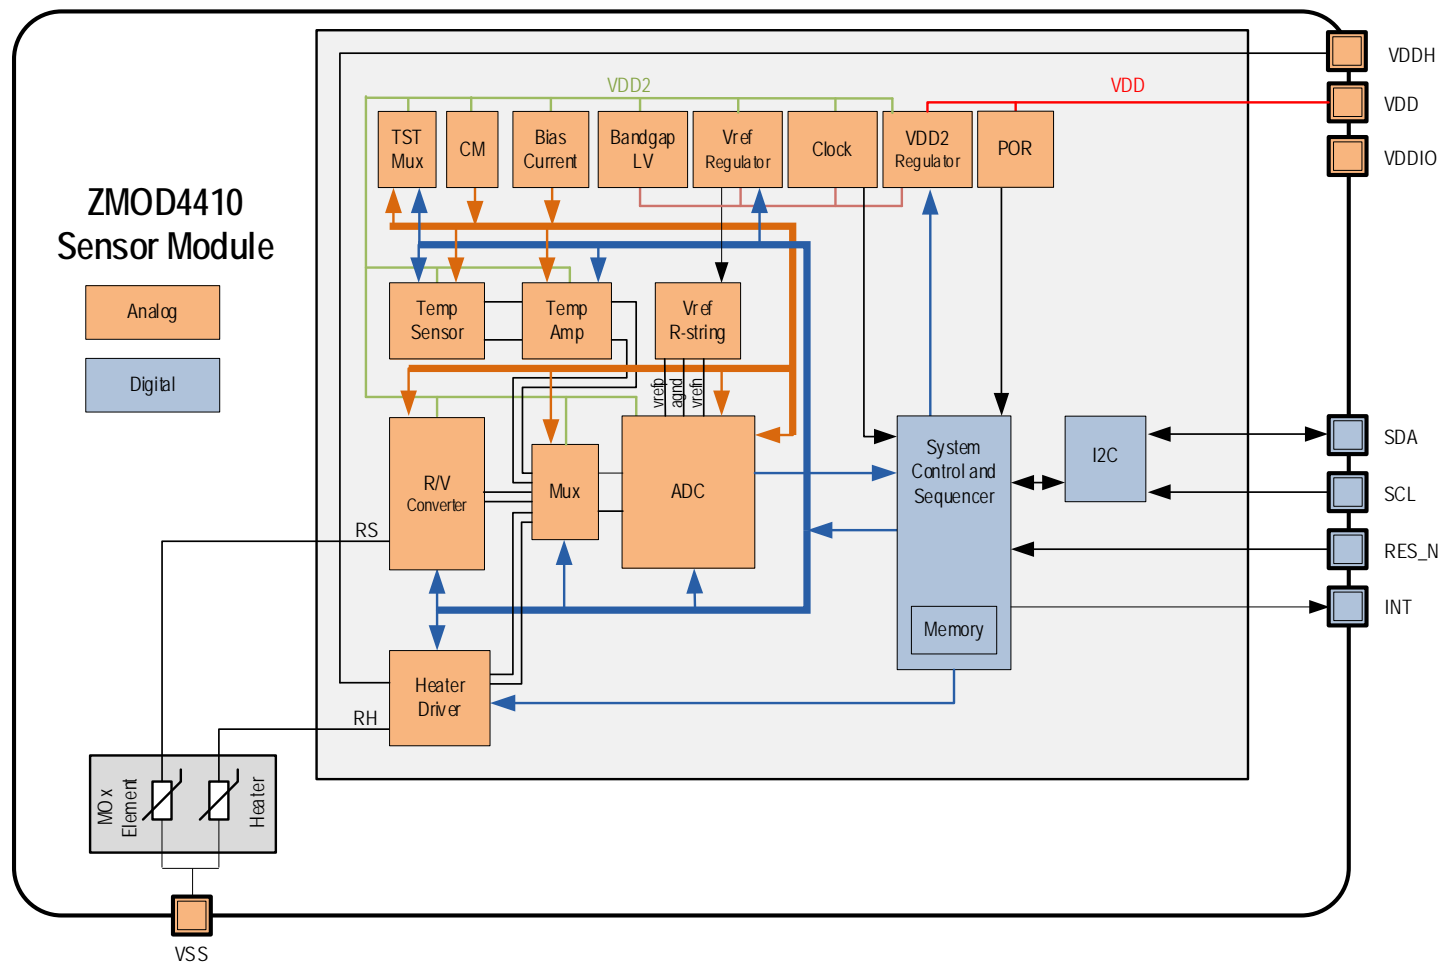 ZMOD4410
Sensor Module
Analog
Digital
VDD2
VDD
TST
Mux
CM
Bias
Current
Bandgap
LV
Vref
Regulator
Clock
VDD2
Regulator
POR
Temp
Sensor
Temp
Amp
Vref
R-string
vrefp
agnd
vrefn
R/V
Converter
Mux
ADC
System
Control and
Sequencer
Memory
I2C
Heater
Driver
RS
RH
MOx
Element
Heater
VDDH
VDD
VDDIO
SDA
SCL
RES_N
INT
VSS